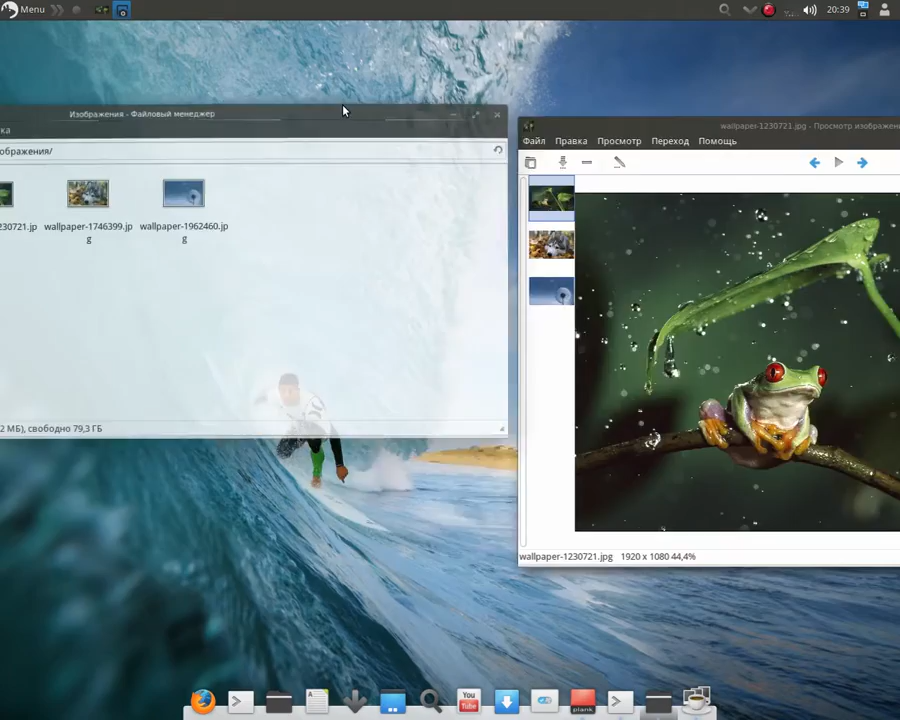 Menu
20:39
Изображения - Файловый менеджер
ка
ображения/
230721.jp
wallpaper-1746399.jp
g
wallpaper-1962460.jp
g
2 МБ), свободно 79,3 ГБ
wallpaper-1230721.jpg - Просмотр изображени
Файл Правка Просмотр Переход Помощь
wallpaper-1230721.jpg 1920 x 1080 44,4%
You
Tube
plank